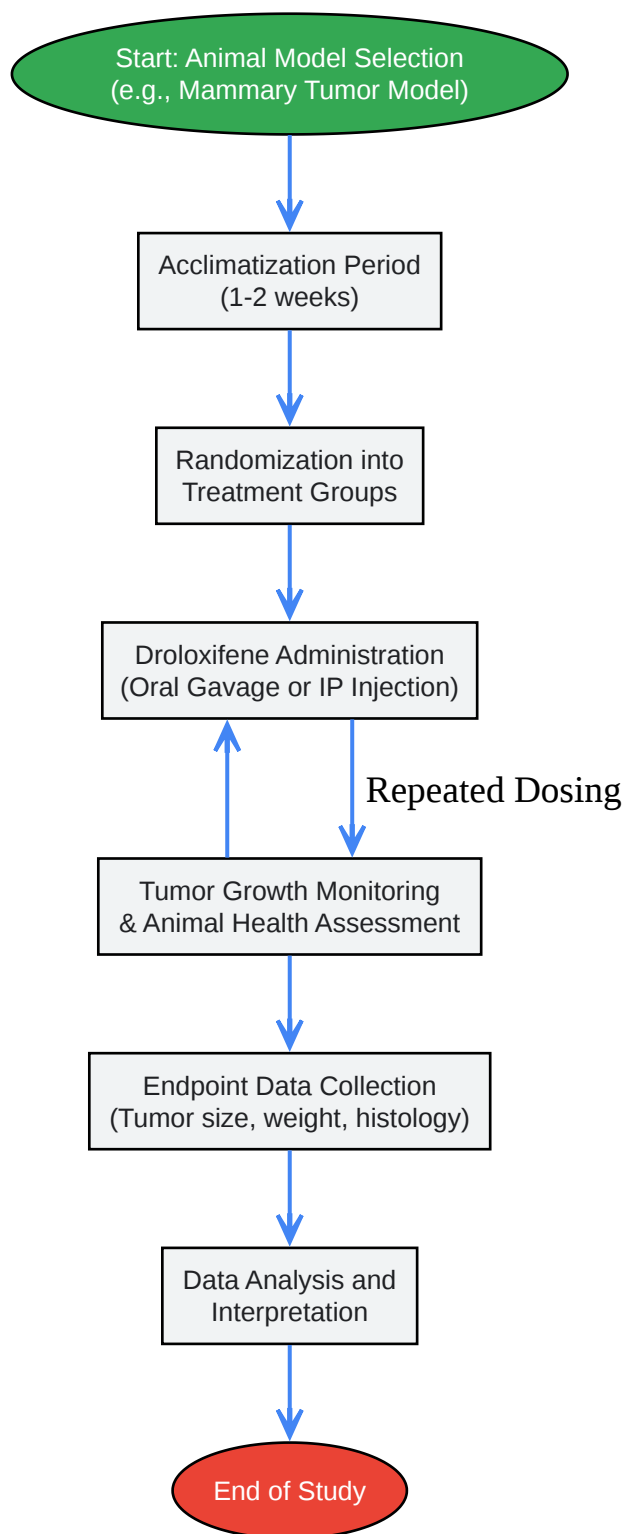 Start: Animal Model Selection
(e.g., Mammary Tumor Model)
Acclimatization Period
(1-2 weeks)
Randomization into
Treatment Groups
Droloxifene Administration
(Oral Gavage or IP Injection)
Repeated Dosing
Tumor Growth Monitoring
& Animal Health Assessment
Endpoint Data Collection
(Tumor size, weight, histology)
Data Analysis and
Interpretation
End of Study